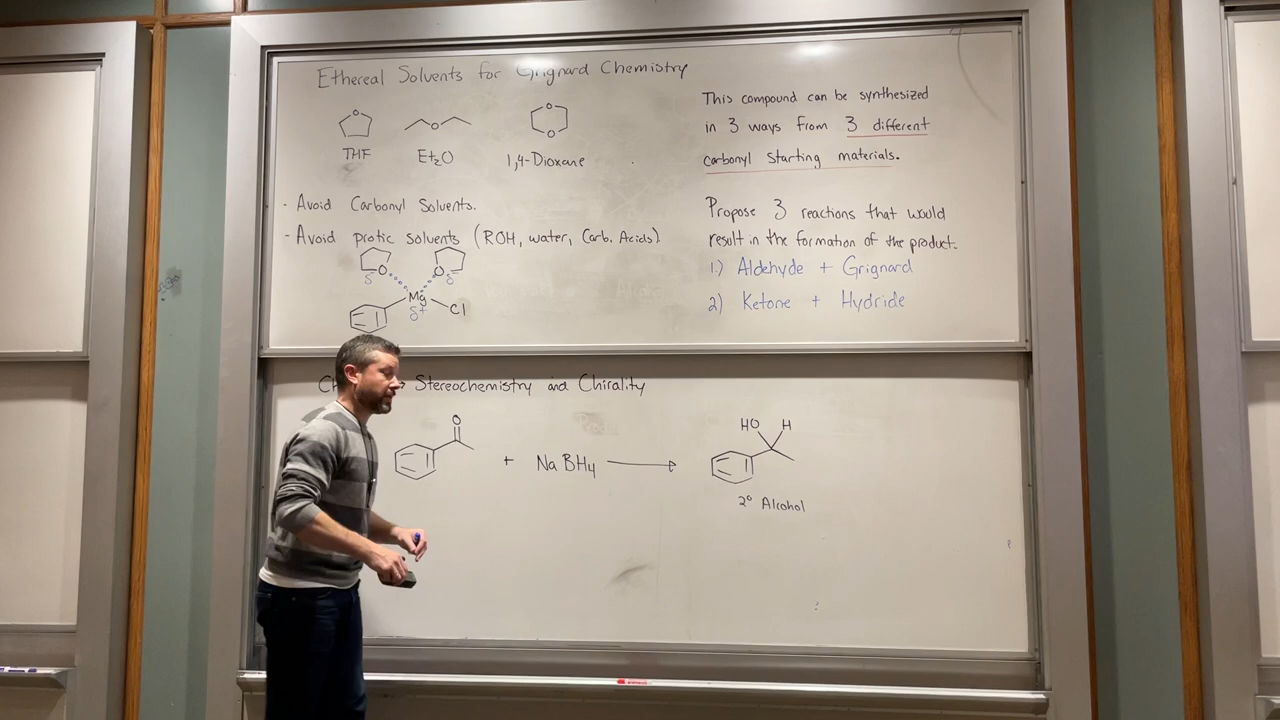 Ethereal Solvents for Grignard Chemistry
O
THF
O
Et₂O
O
O
1,4-Dioxane
- Avoid Carbonyl Solvents.
- Avoid protic solvents (ROH, water, Carb. Acids).
O O
δ⁻ δ⁻
Mg
δ+
Cl
This compound can be synthesized
in 3 ways from 3 different
carbonyl starting materials.
Propose 3 reactions that would
result in the formation of the product.
1.) Aldehyde + Grignard
2) Ketone + Hydride
Stereochemistry and Chirality
O
+ NaBH4
HO H
2° Alcohol